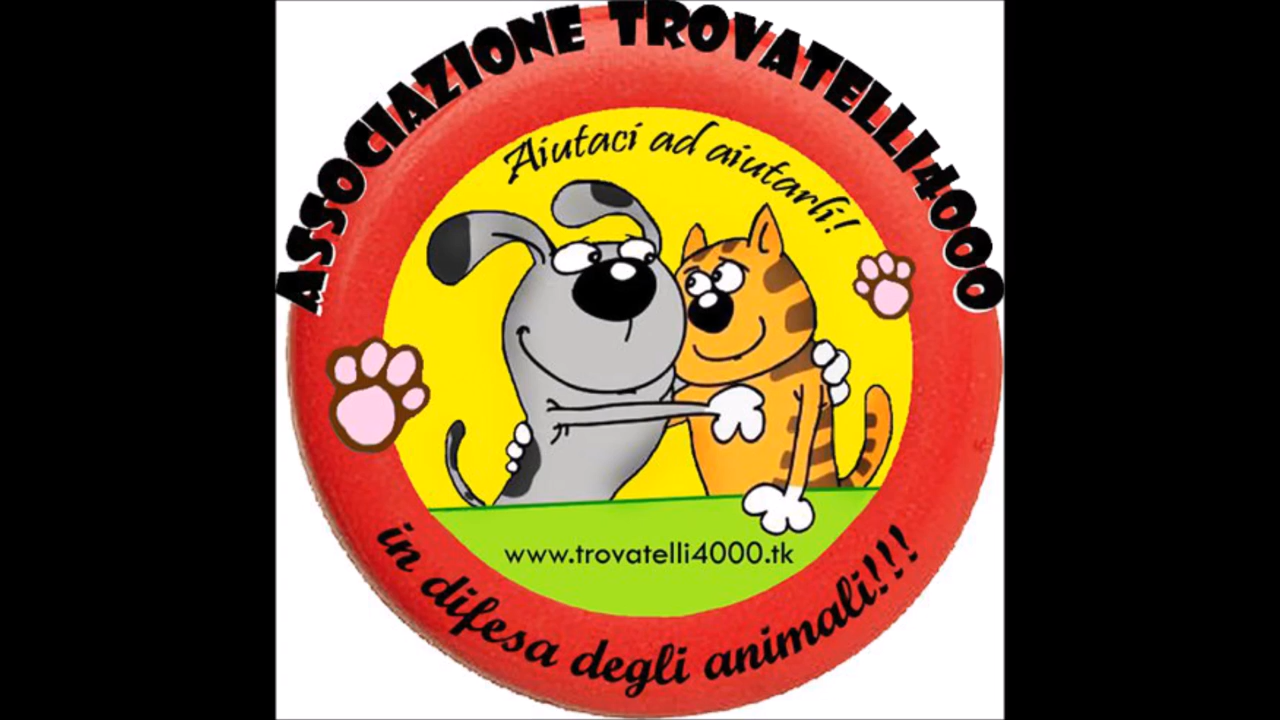 ASSOCIAZIONE TROVATELLI4000
Aiutaci ad aiutarli!
www.trovatelli4000.tk
in difesa degli animali!!!